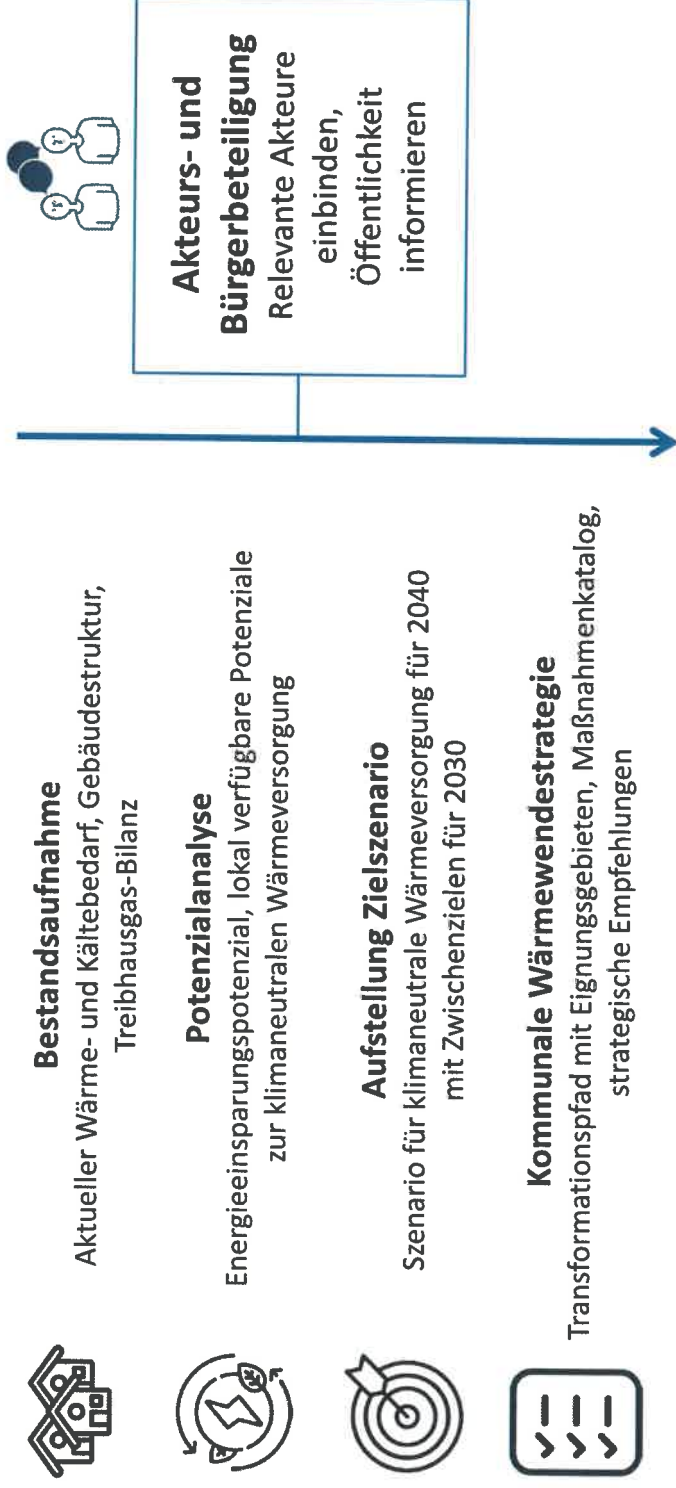 Bestandsaufnahme
Aktueller Wärme- und Kältebedarf, Gebäudestruktur,
Treibhausgas-Bilanz
Potenzialanalyse
Energieeinsparungspotenzial, lokal verfügbare Potenziale
zur klimaneutralen Wärmeversorgung
Aufstellung Zielszenario
Szenario für klimaneutrale Wärmeversorgung für 2040
mit Zwischenzielen für 2030
Kommunale Wärmewendestrategie
Transformationspfad mit Eignungsgebieten, Maßnahmenkatalog,
strategische Empfehlungen
Akteurs- und
Bürgerbeteiligung
Relevante Akteure
einbinden,
Öffentlichkeit
informieren